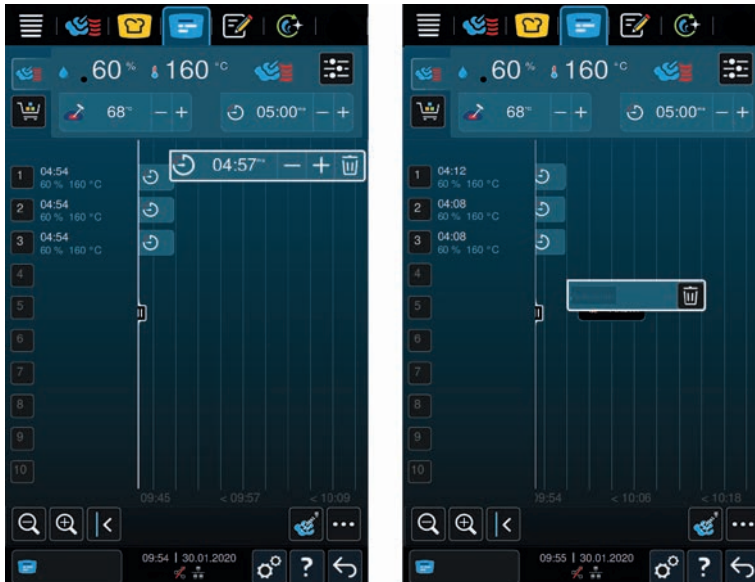 60 % 160 °C
68 °C − + 05:00 m:s − +
04:57 m:s − +
1 04:54
60 % 160 °C
2 04:54
60 % 160 °C
3 04:54
60 % 160 °C
4
5
6
7
8
9
10
09:45 < 09:57 < 10:09
09:54 | 30.01.2020
?
60 % 160 °C
68 °C − + 05:00 m:s − +
1 04:12
60 % 160 °C
2 04:08
60 % 160 °C
3 04:08
60 % 160 °C
4
5
6
7
8
9
10
09:54 < 10:06 < 10:18
09:55 | 30.01.2020
?